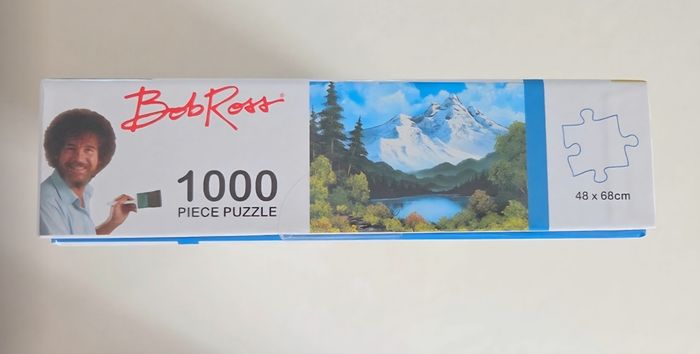 Bob Ross®
1000
PIECE PUZZLE
48 x 68cm